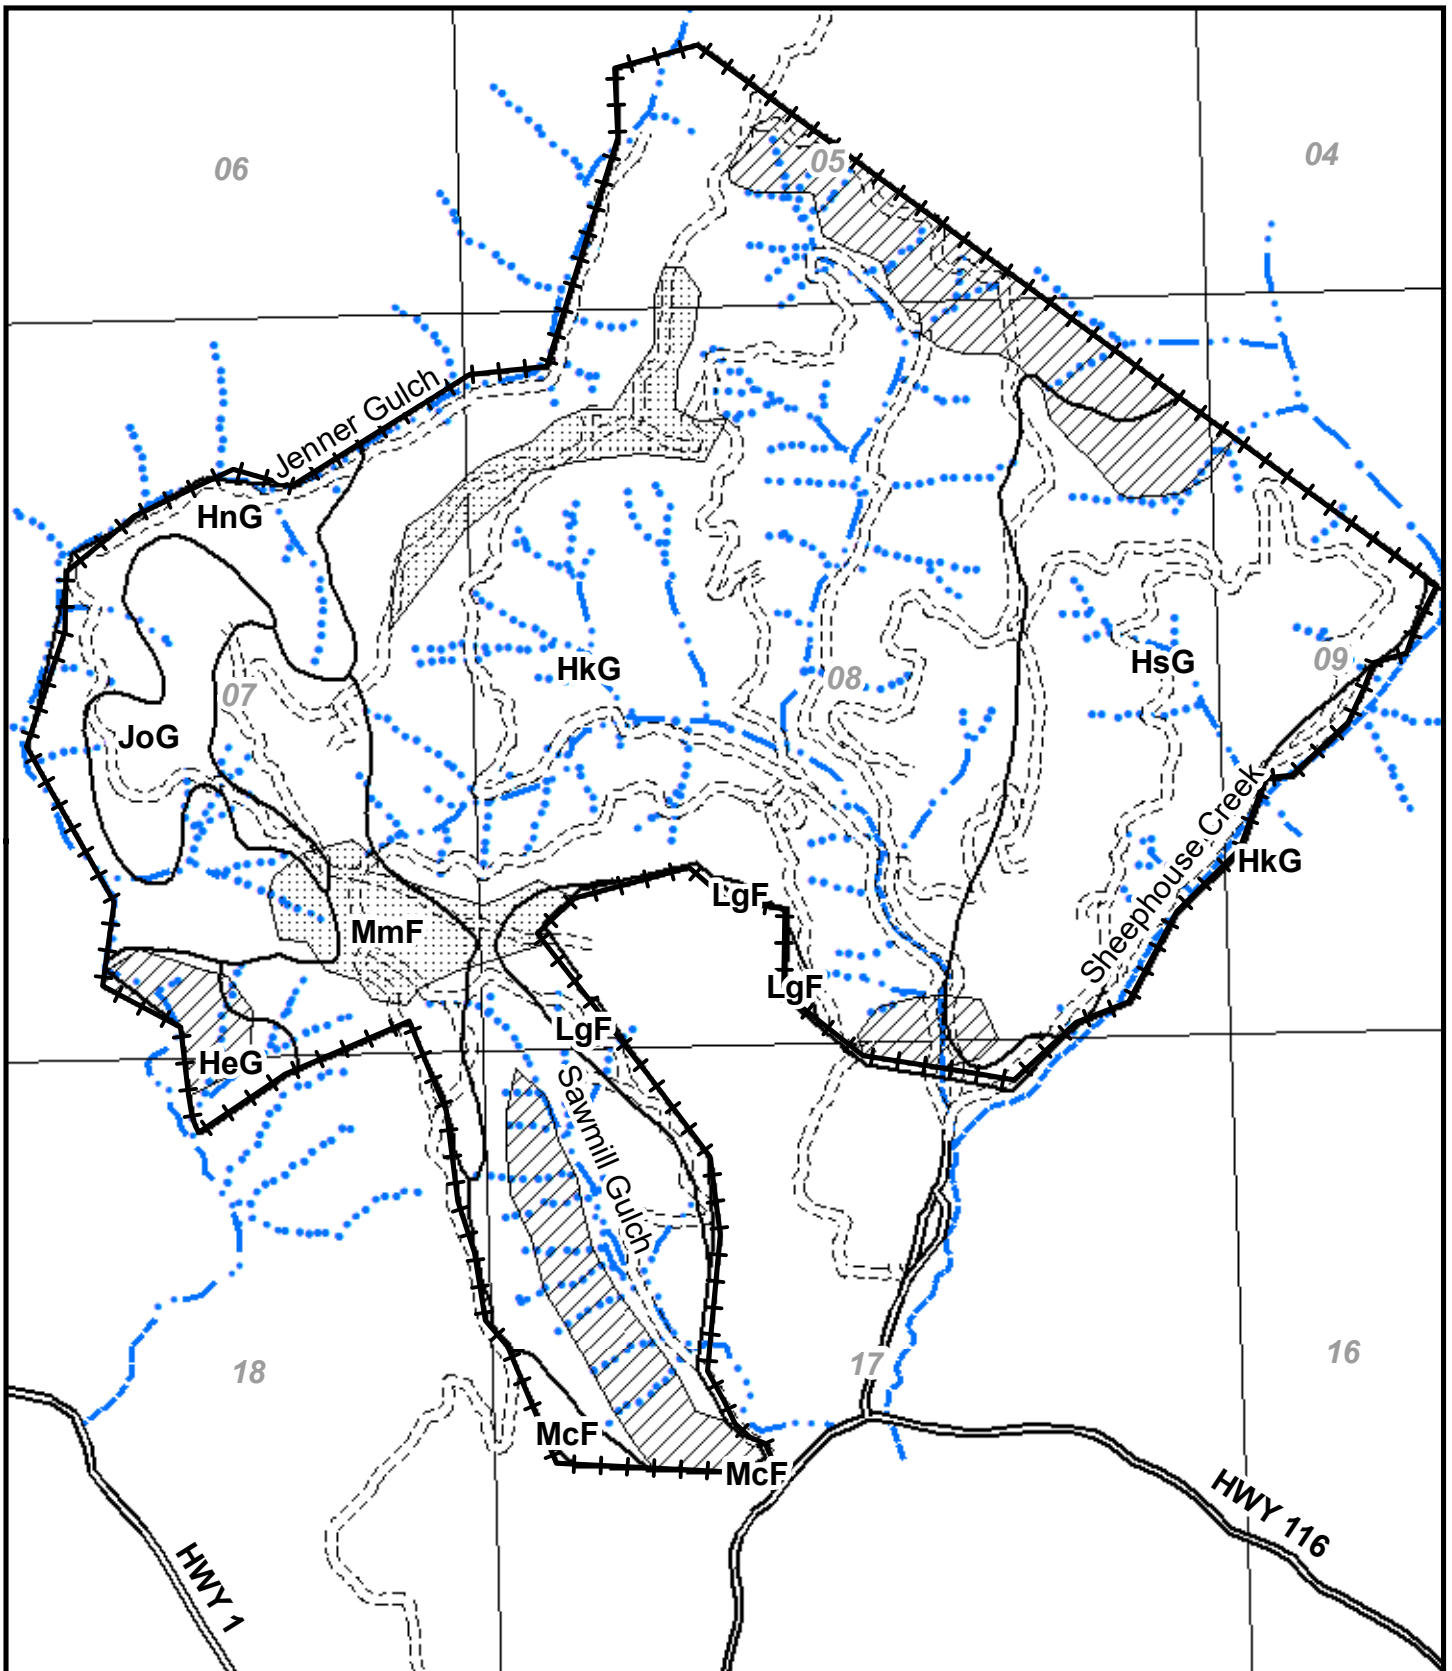 06
05
04
Jenner Gulch
HnG
HkG
08
HsG
09
07
JoG
Sheephouse Creek
HkG
LgF
MmF
LgF
LgF
HeG
Sawmill Gulch
18
17
16
McF
McF
HWY 116
HWY 1